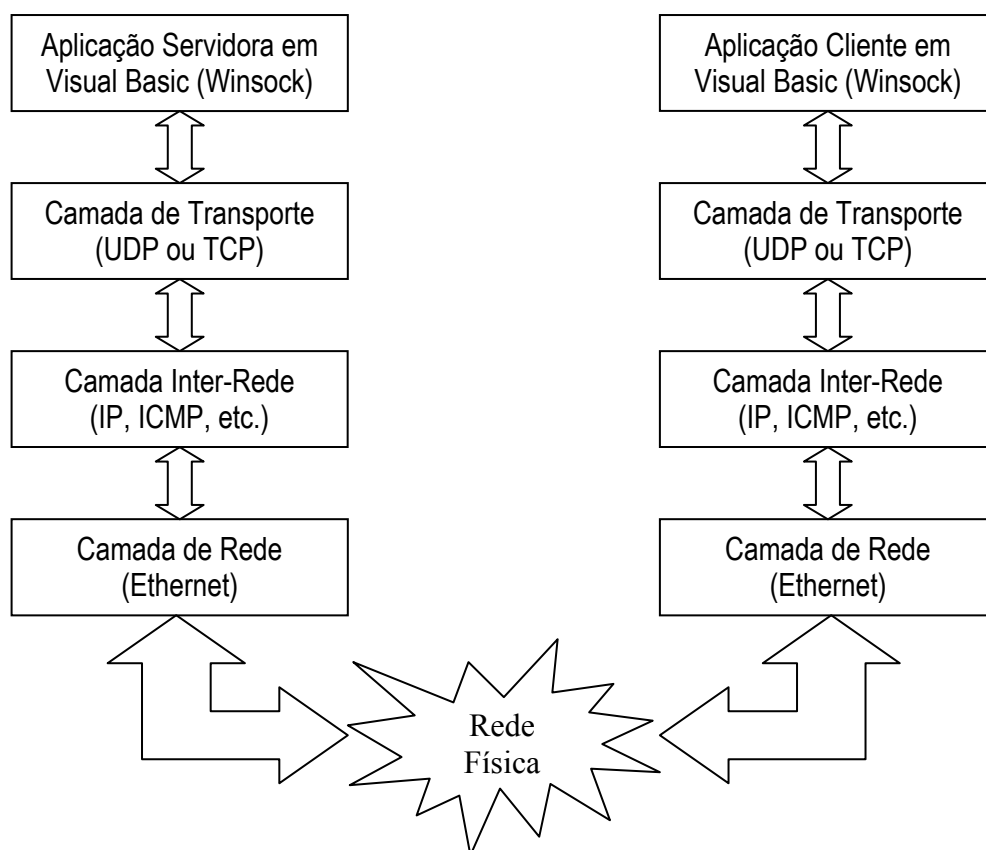 Aplicação Servidora em
Visual Basic (Winsock)
Aplicação Cliente em
Visual Basic (Winsock)
Camada de Transporte
(UDP ou TCP)
Camada de Transporte
(UDP ou TCP)
Camada Inter-Rede
(IP, ICMP, etc.)
Camada Inter-Rede
(IP, ICMP, etc.)
Camada de Rede
(Ethernet)
Camada de Rede
(Ethernet)
Rede
Física